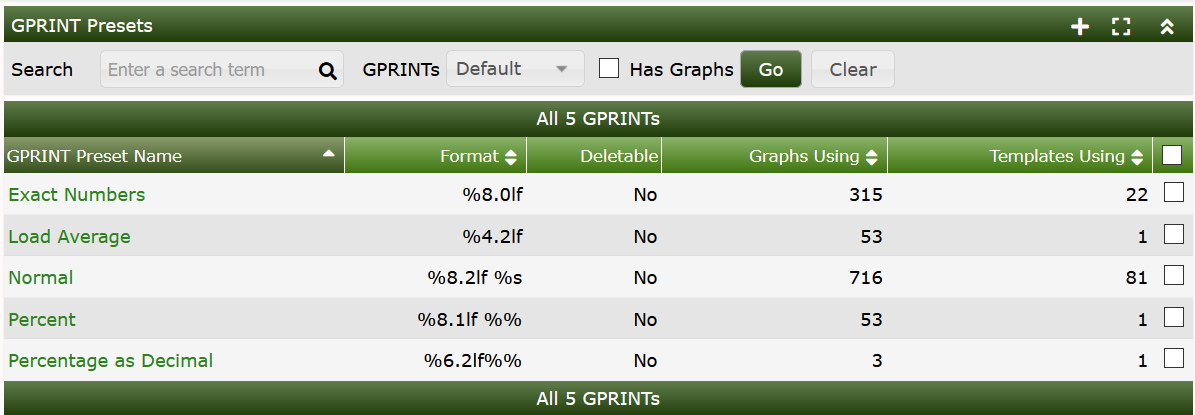 GPRINT Presets
Search Enter a search term GPRINTs Default Has Graphs Go Clear
All 5 GPRINTs
GPRINT Preset Name Format Deletable Graphs Using Templates Using
Exact Numbers %8.0lf No 315 22
Load Average %4.2lf No 53 1
Normal %8.2lf %s No 716 81
Percent %8.1lf %% No 53 1
Percentage as Decimal %6.2lf%% No 3 1
All 5 GPRINTs